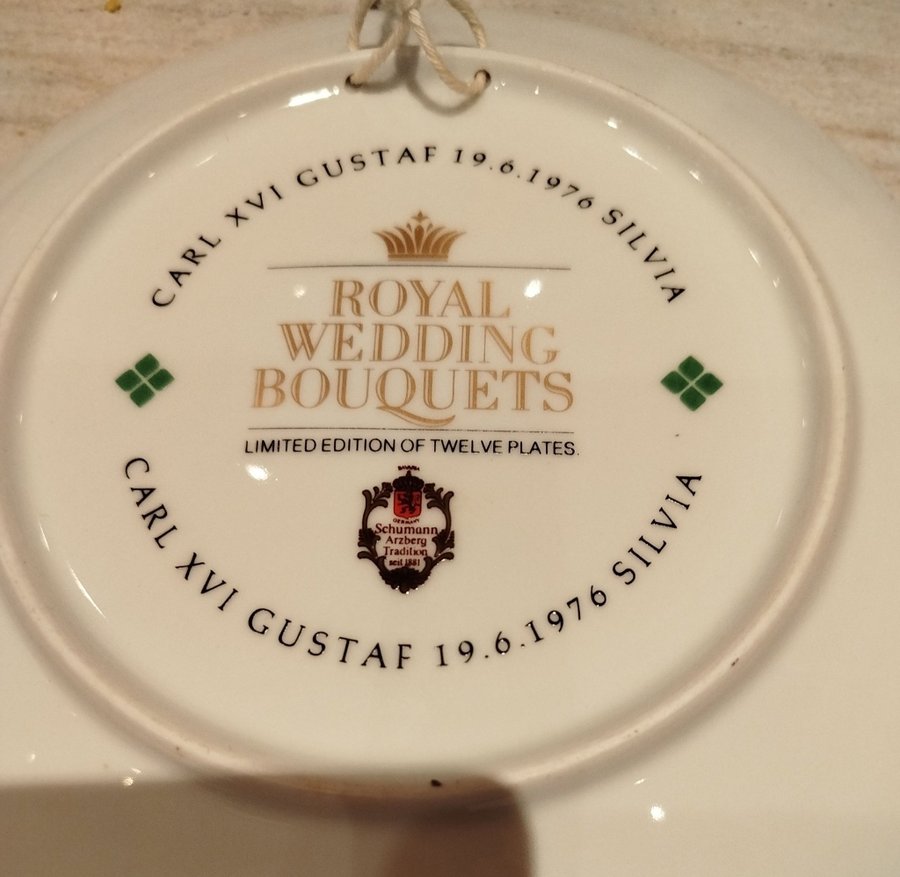 CARL XVI GUSTAF 19.6.1976 SILVIA
ROYAL
WEDDING
BOUQUETS
LIMITED EDITION OF TWELVE PLATES.
BAVARIA
GERMANY
Schumann
Arzberg
Tradition
seit 1881
CARL XVI GUSTAF 19.6.1976 SILVIA